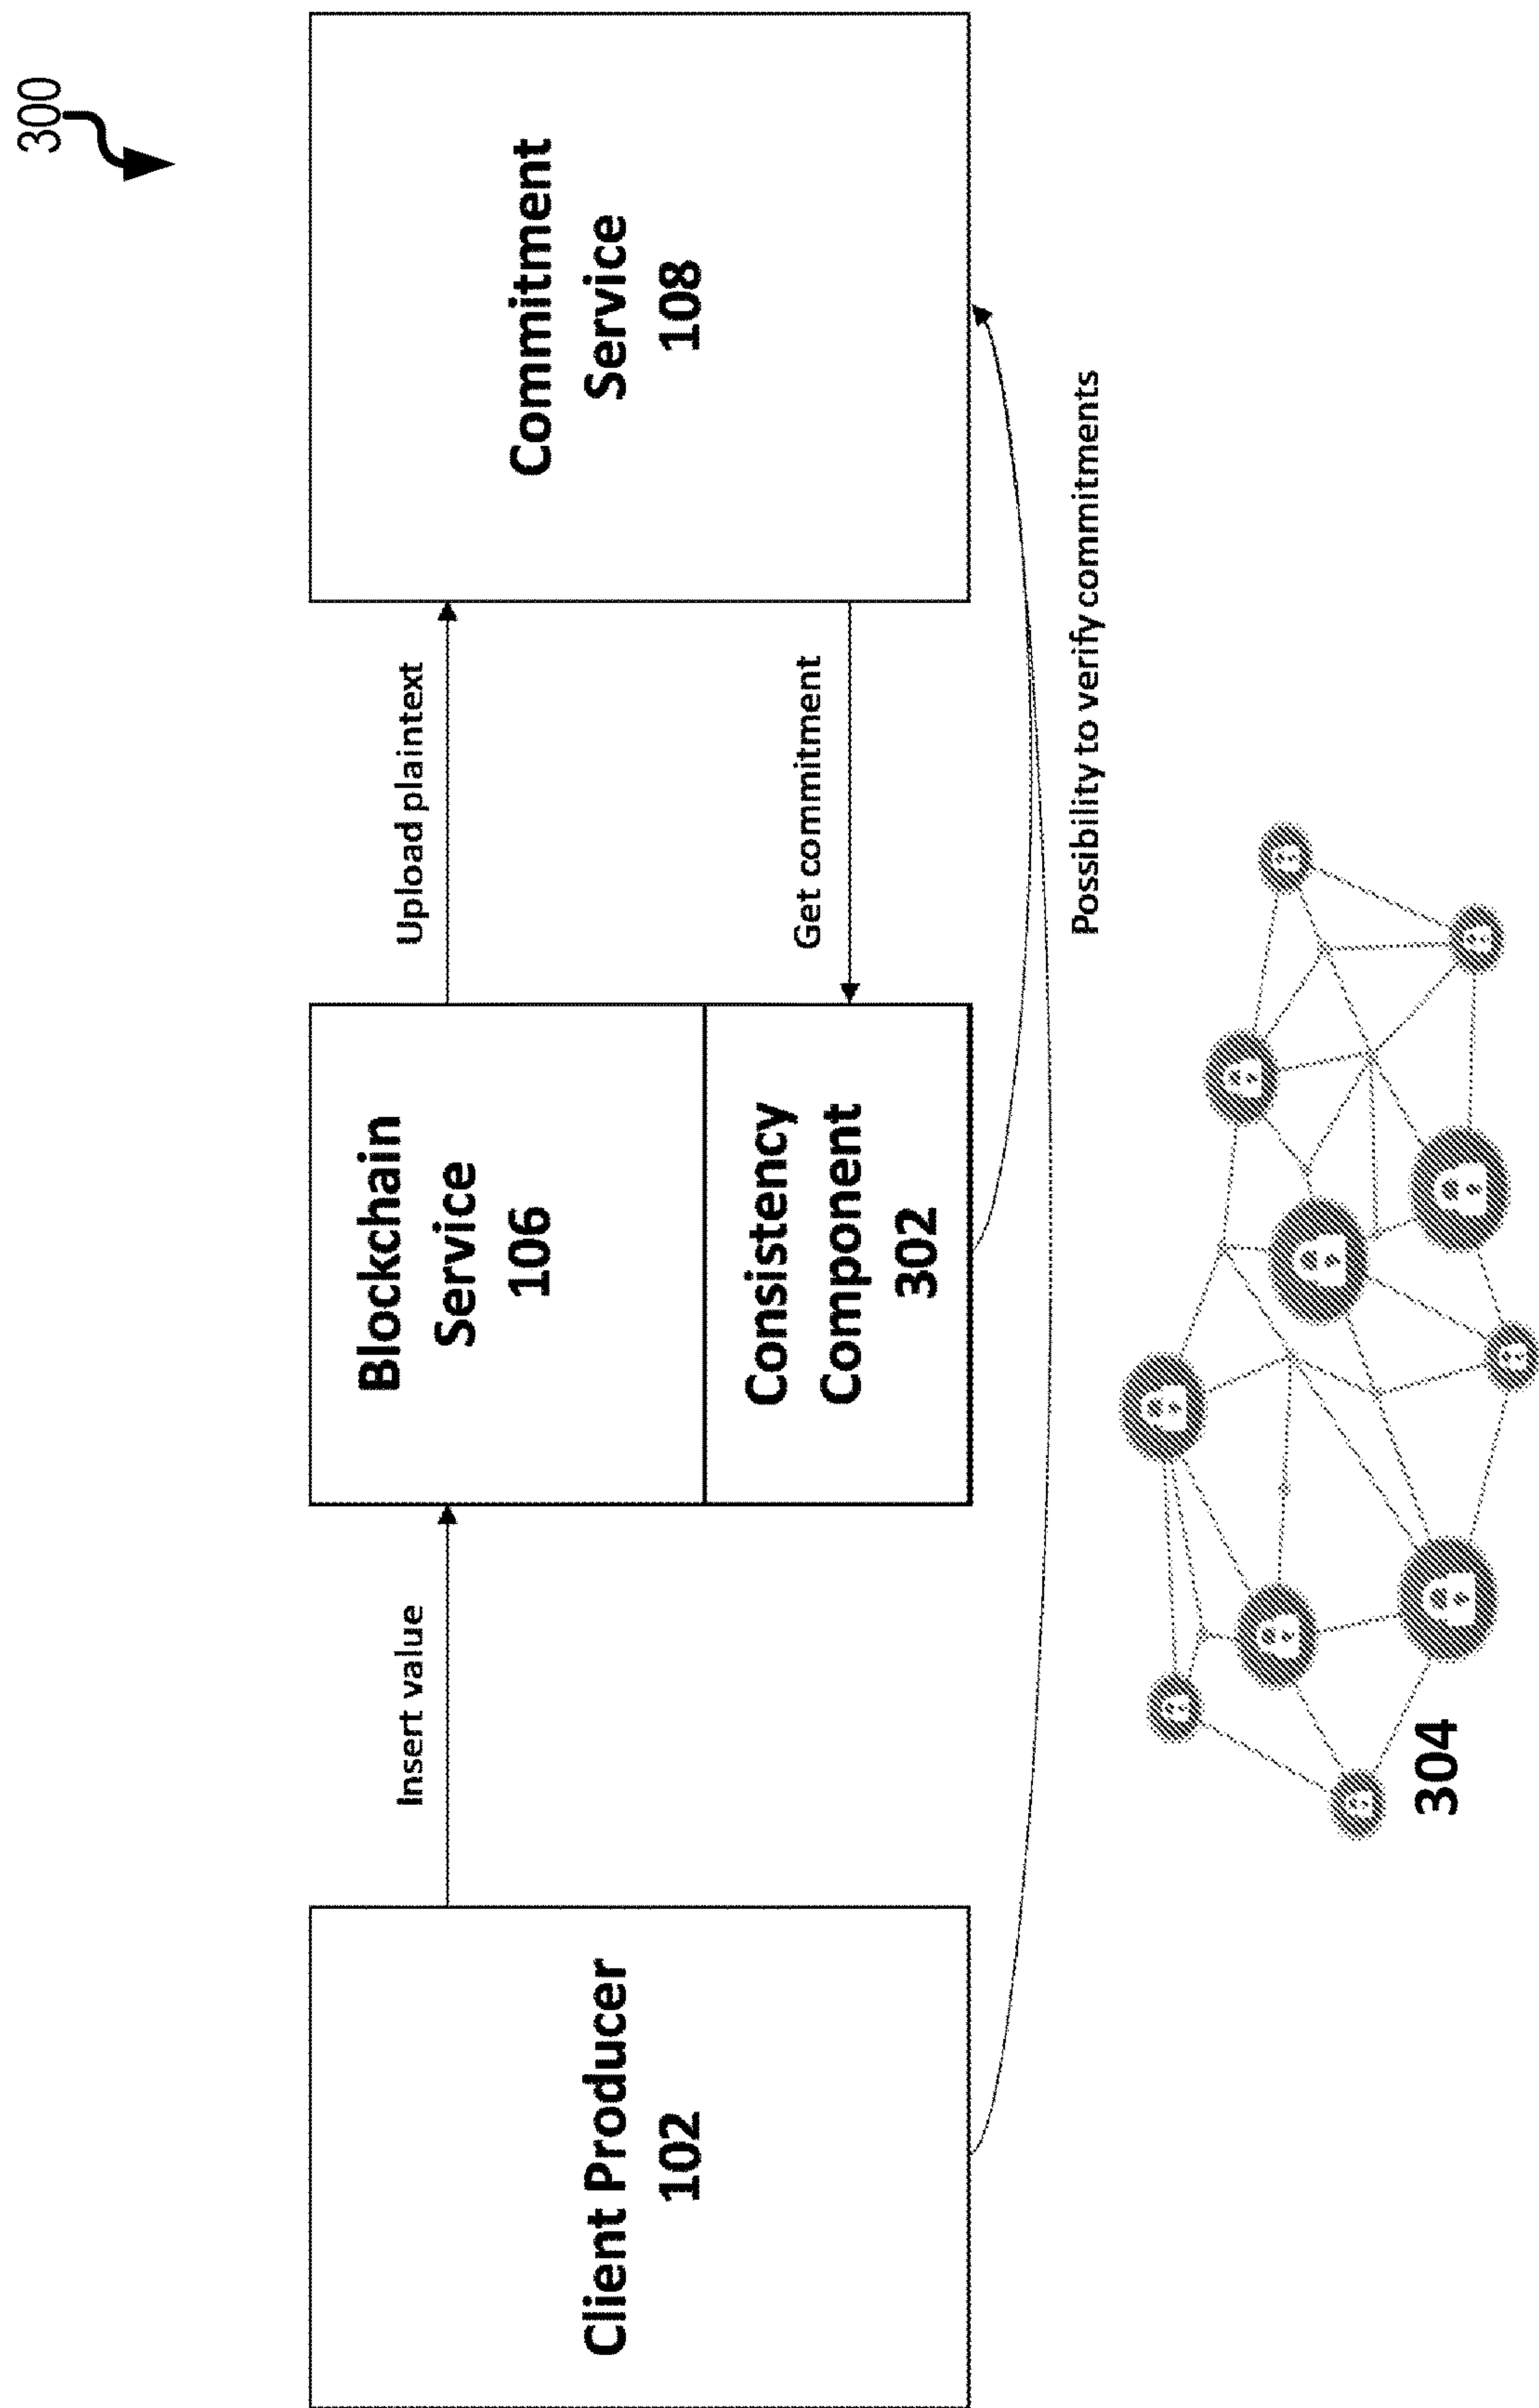 300
Client Producer
102
Insert value
Blockchain
Service
106
Consistency
Component
302
Upload plaintext
Get commitment
Commitment
Service
108
Possibility to verify commitments
304